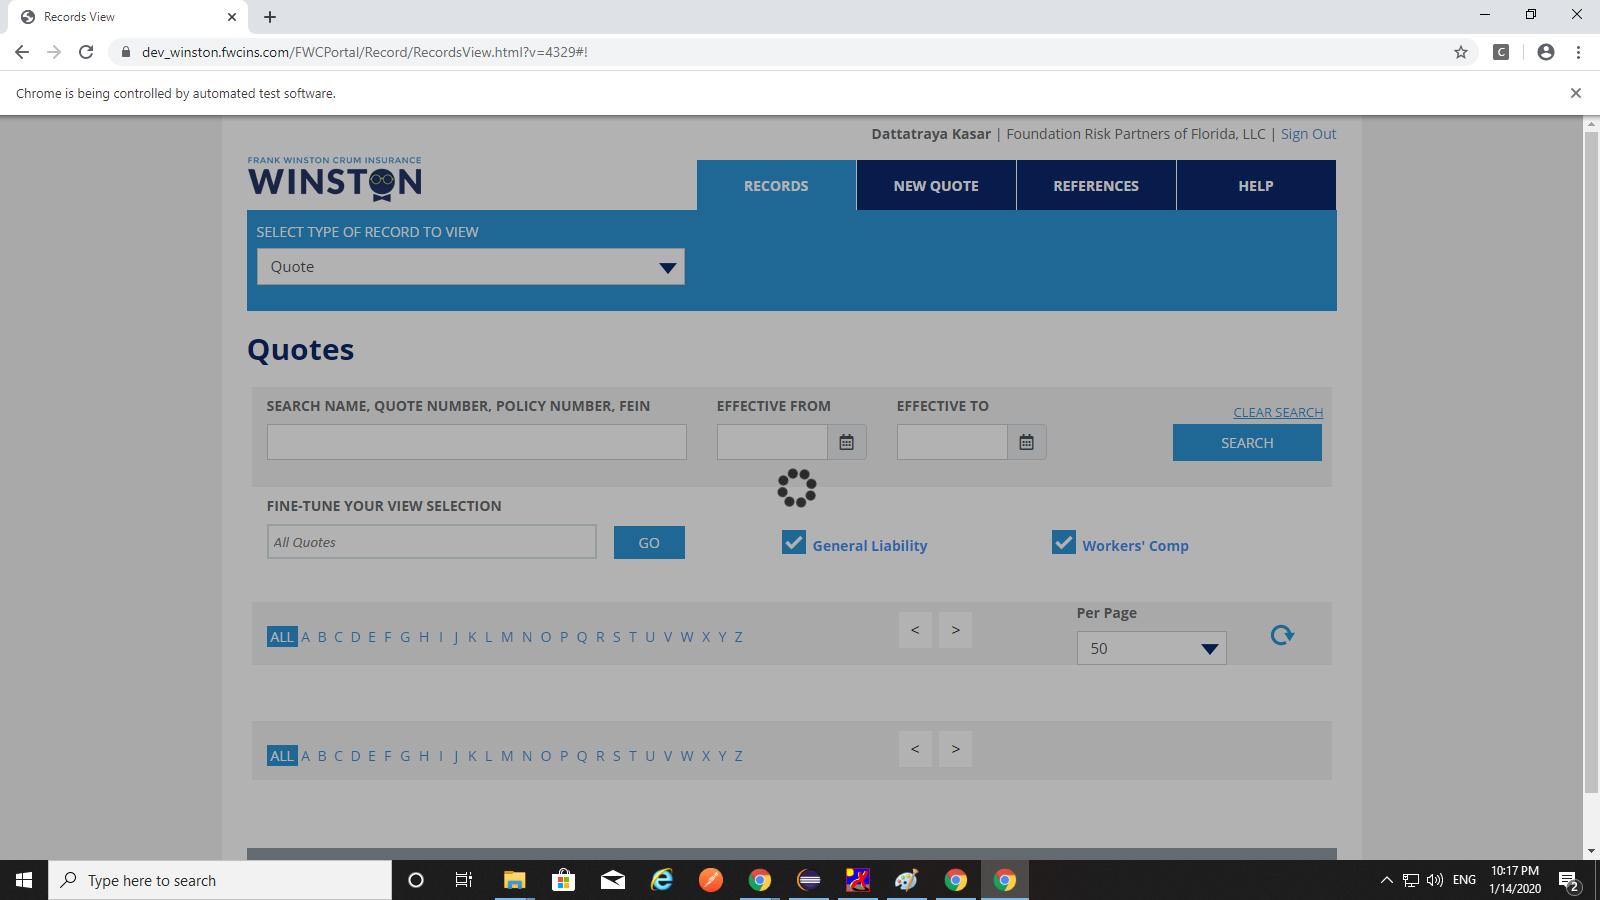 Records View
dev_winston.fwcins.com/FWCPortal/Record/RecordsView.html?v=4329#!
C
Chrome is being controlled by automated test software.
Dattatraya Kasar | Foundation Risk Partners of Florida, LLC | Sign Out
FRANK WINSTON CRUM INSURANCE
WINSTON
RECORDS NEW QUOTE REFERENCES HELP
SELECT TYPE OF RECORD TO VIEW
Quote
Quotes
SEARCH NAME, QUOTE NUMBER, POLICY NUMBER, FEIN EFFECTIVE FROM EFFECTIVE TO CLEAR SEARCH
SEARCH
FINE-TUNE YOUR VIEW SELECTION
All Quotes GO General Liability Workers' Comp
Per Page
ALL A B C D E F G H I J K L M N O P Q R S T U V W X Y Z < > 50
ALL A B C D E F G H I J K L M N O P Q R S T U V W X Y Z < >
Type here to search
ENG
10:17 PM
1/14/2020
2